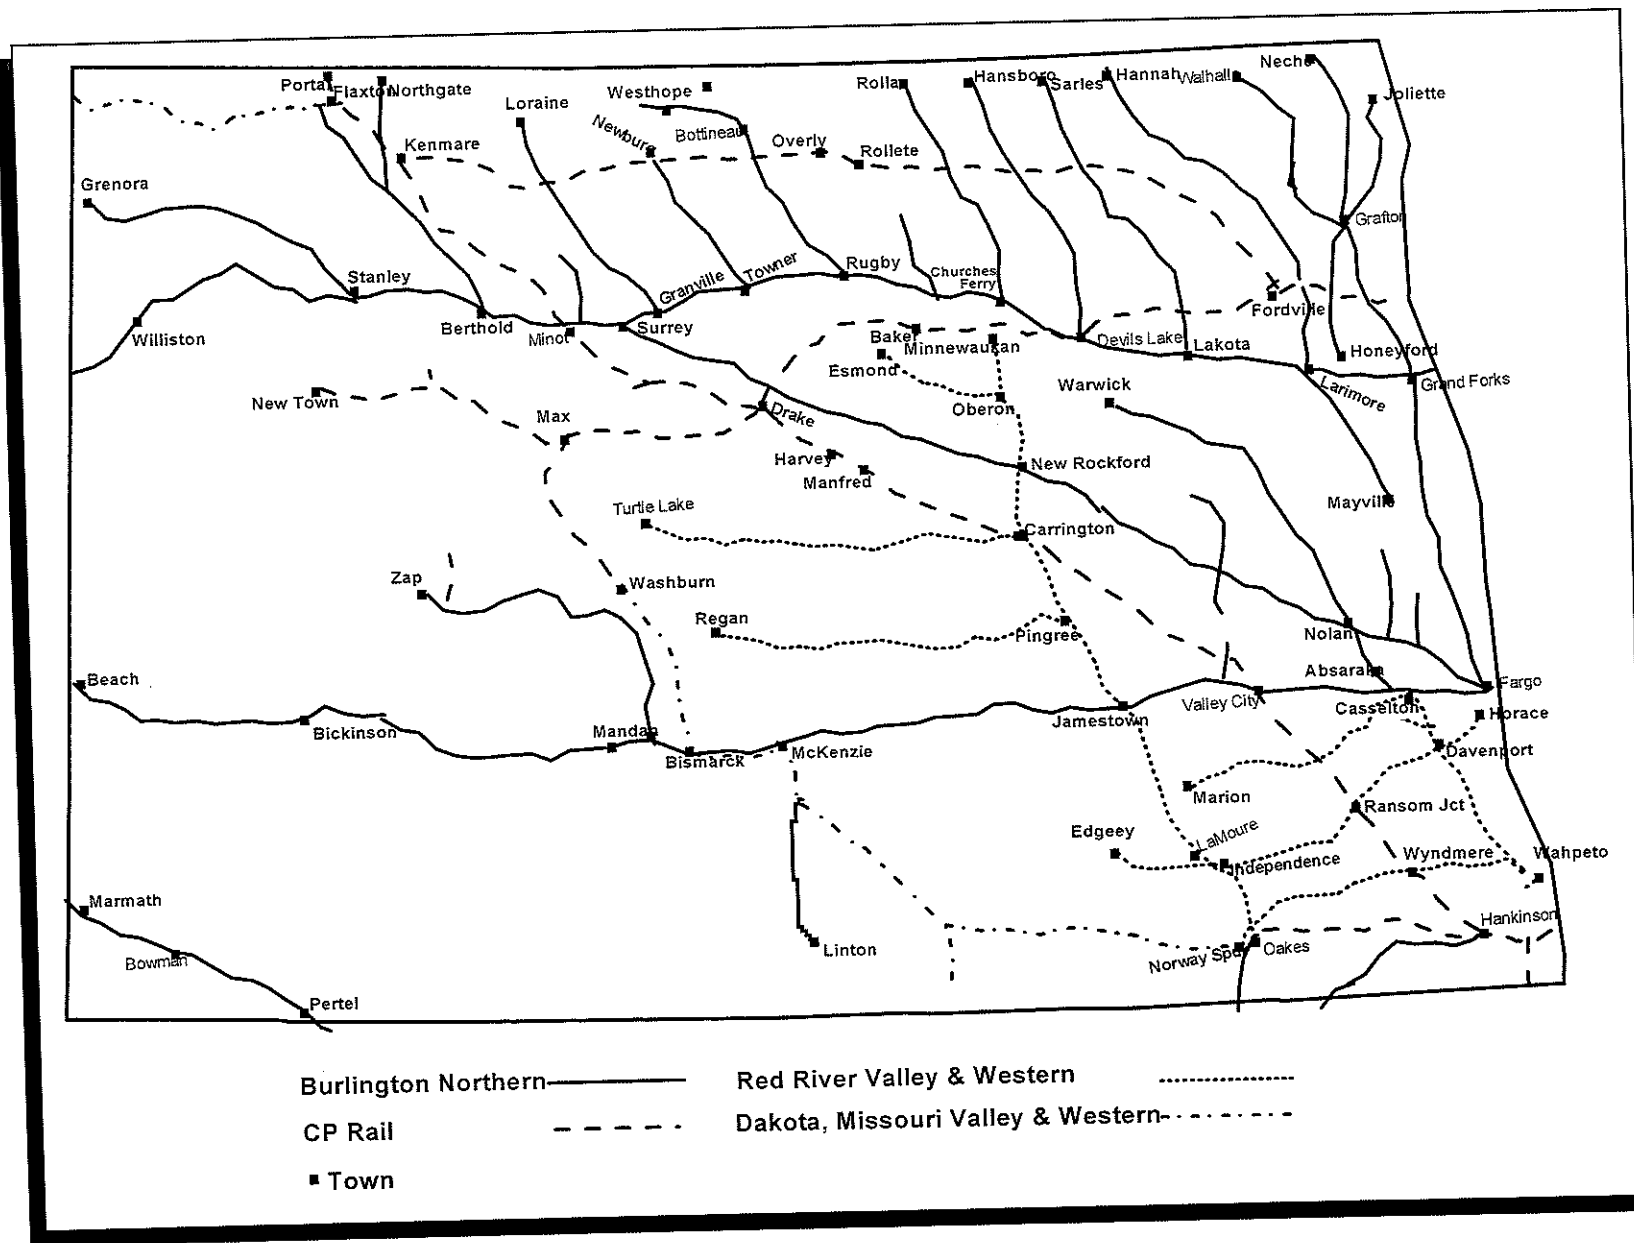 Portal
Flaxton
Northgate
Loraine
Westhope
Rolla
Hansboro
Sarles
Hannah
Walhall
Neche
Joliette
Newburg
Bottineau
Overly
Rollete
Kenmare
Grenora
Grafton
Stanley
Granville
Towner
Rugby
Churches
Ferry
Fordville
Williston
Berthold
Minot
Surrey
Baker
Minnewaukan
Devils Lake
Lakota
Honeyford
Esmond
Warwick
Larimore
Grand Forks
New Town
Max
Drake
Oberon
Harvey
Manfred
New Rockford
Mayville
Turtle Lake
Carrington
Zap
Washburn
Regan
Pingree
Nolan
Absaraka
Beach
Fargo
Valley City
Casselton
Horace
Bickinson
Mandan
Bismarck
McKenzie
Jamestown
Davenport
Marion
Ransom Jct
Edgeey
LaMoure
Independence
Wyndmere
Wahpeto
Marmath
Bowman
Linton
Norway Spur
Oakes
Hankinson
Pertel
Burlington Northern
Red River Valley & Western
CP Rail
Dakota, Missouri Valley & Western
Town